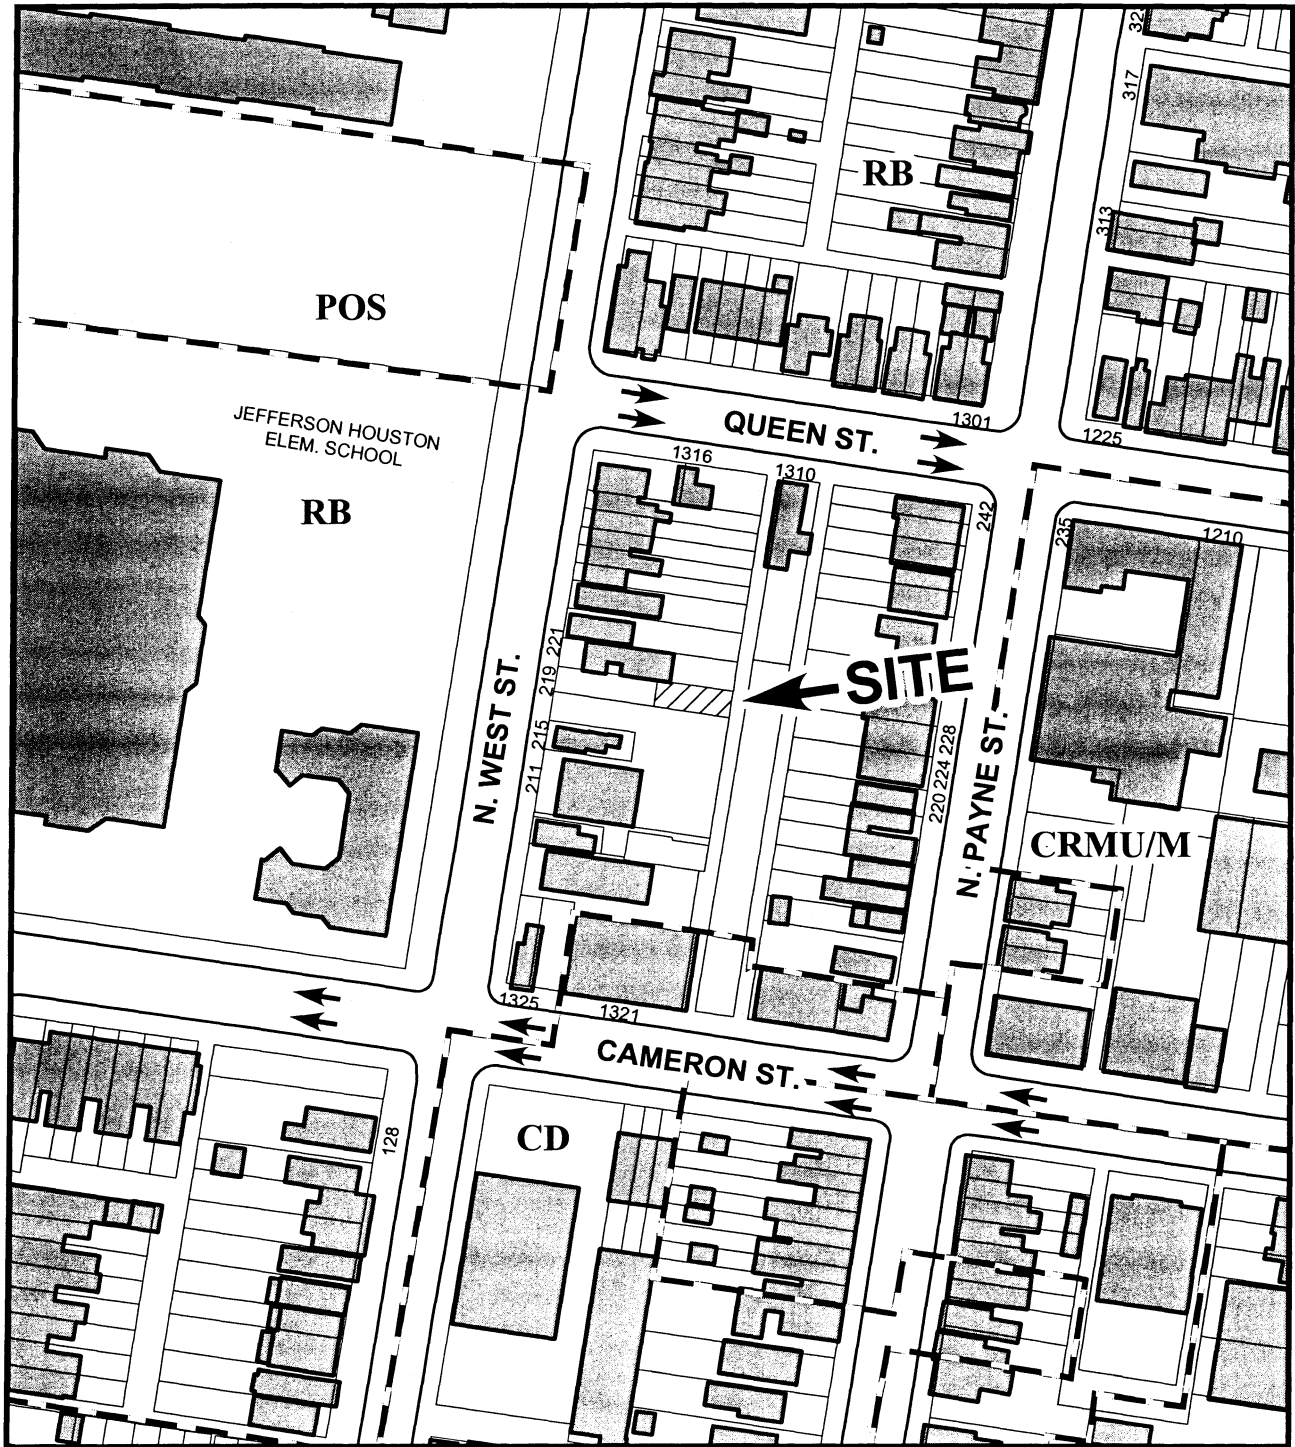 317
RB
313
POS
JEFFERSON HOUSTON
ELEM. SCHOOL
QUEEN ST.
1301
1225
1316
1310
RB
242
235
1210
221
219
SITE
N. WEST ST.
215
211
228
224
220
N. PAYNE ST.
CRMU/M
1325
1321
CAMERON ST.
CD
128